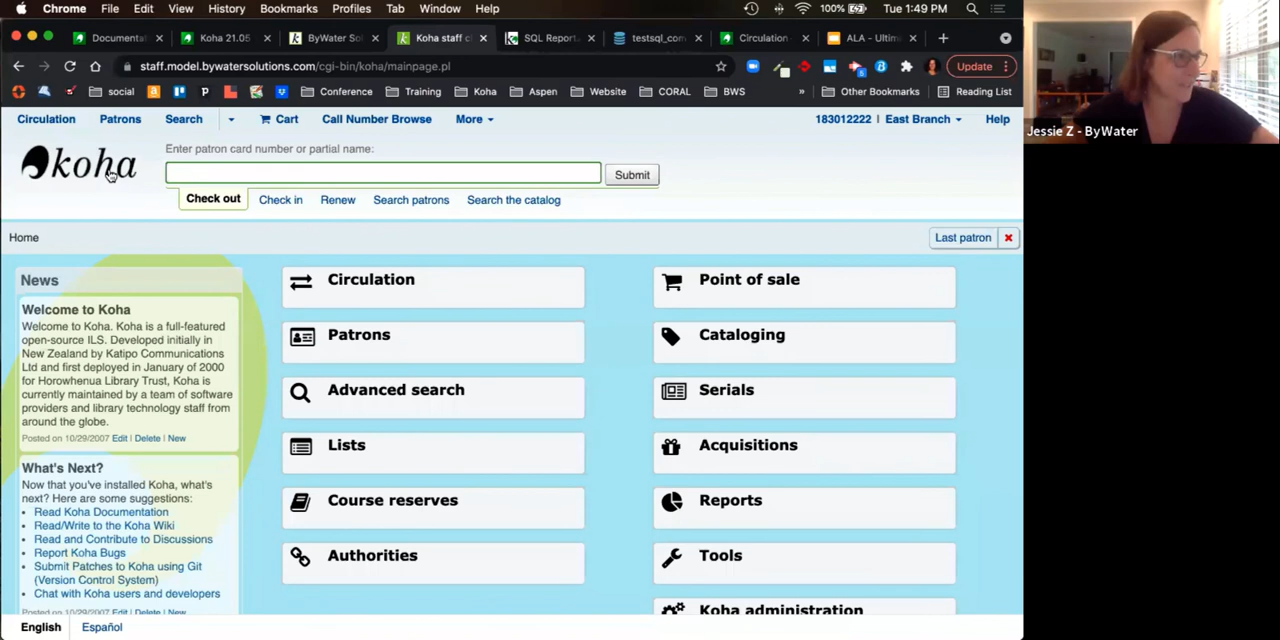 Chrome File Edit View History Bookmarks Profiles Tab Window Help 100% Tue 1:49 PM
Documenta Koha 21.05 ByWater So Koha staff c SQL Report testsql_com Circulation ALA - Ultim
staff.model.bywatersolutions.com/cgi-bin/koha/mainpage.pl Update
social Conference Training Koha Aspen Website CORAL BWS » Other Bookmarks Reading List
Circulation Patrons Search Cart Call Number Browse More 183012222 | East Branch Help
Jessie Z - ByWater
koha
Enter patron card number or partial name:
Submit
Check out Check in Renew Search patrons Search the catalog
Home Last patron
News
Welcome to Koha
Welcome to Koha. Koha is a full-featured
open-source ILS. Developed initially in
New Zealand by Katipo Communications
Ltd and first deployed in January of 2000
for Horowhenua Library Trust, Koha is
currently maintained by a team of software
providers and library technology staff from
around the globe.
Posted on 10/29/2007 Edit | Delete | New
What's Next?
Now that you've installed Koha, what's
next? Here are some suggestions:
• Read Koha Documentation
• Read/Write to the Koha Wiki
• Read and Contribute to Discussions
• Report Koha Bugs
• Submit Patches to Koha using Git
(Version Control System)
• Chat with Koha users and developers
Posted on 10/29/2007 Edit | Delete | New
Circulation
Patrons
Advanced search
Lists
Course reserves
Authorities
Point of sale
Cataloging
Serials
Acquisitions
Reports
Tools
Koha administration
English Español